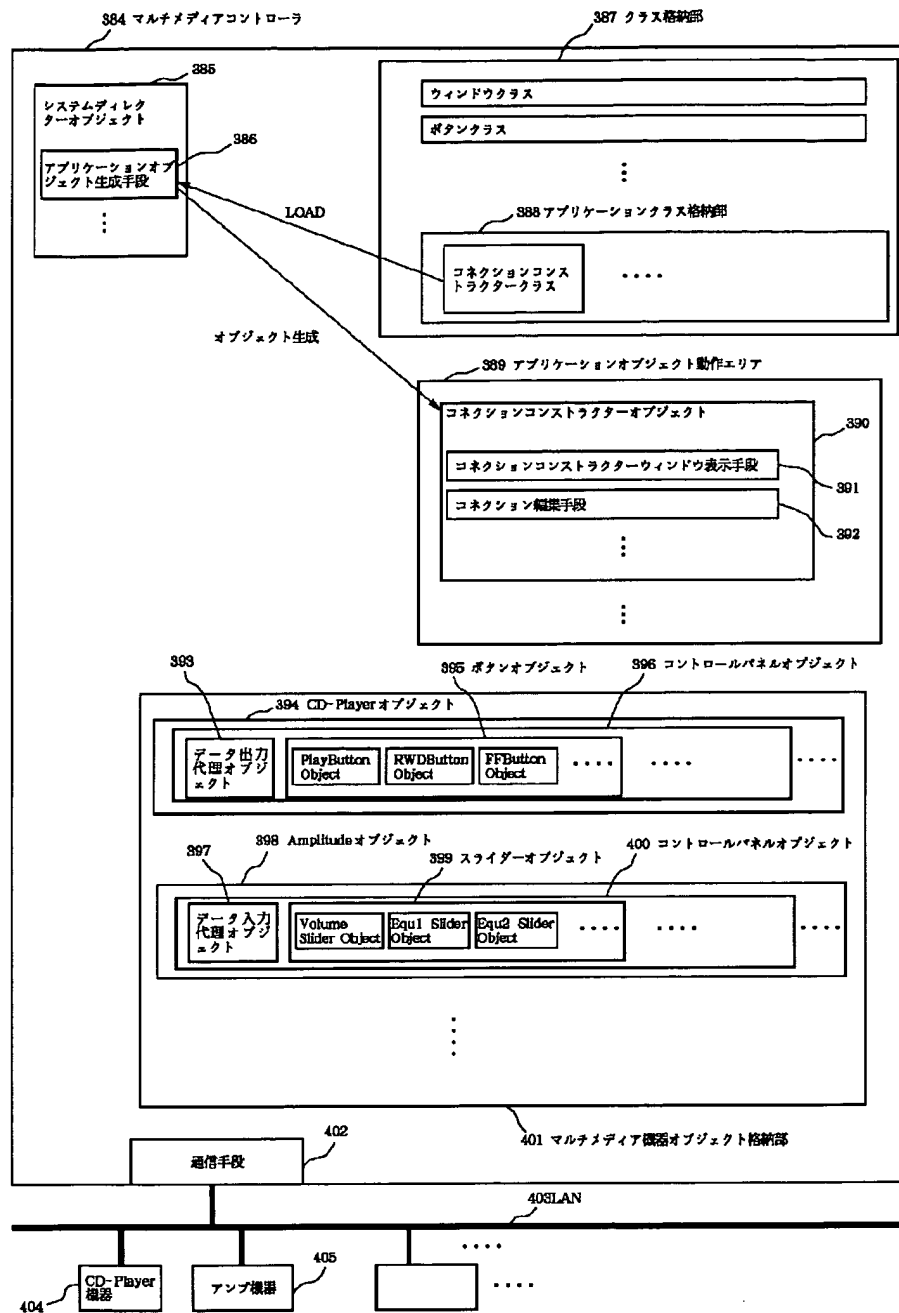 384 マルチメディアコントローラ
387 クラス格納部
385
システムディレク
ターオブジェクト
386
アプリケーションオブ
ジェクト生成手段
ウィンドウクラス
ボタンクラス
LOAD
388 アプリケーションクラス格納部
コネクションコンス
トラクタークラス
オブジェクト生成
389 アプリケーションオブジェクト動作エリア
コネクションコンストラクターオブジェクト
390
コネクションコンストラクターウィンドウ表示手段
391
コネクション編集手段
392
393
395 ボタンオブジェクト
396 コントロールパネルオブジェクト
394 CD-Playerオブジェクト
データ出力
代理オブジ
ェクト
PlayButton
Object
RWDButton
Object
FFButton
Object
397
398 Amplitudeオブジェクト
399 スライダーオブジェクト
400 コントロールパネルオブジェクト
データ入力
代理オブジ
ェクト
Volume
Slider Object
Equ1 Slider
Object
Equ2 Slider
Object
401 マルチメディア機器オブジェクト格納部
402
通信手段
403LAN
404
CD-Player
機器
405
アンプ機器